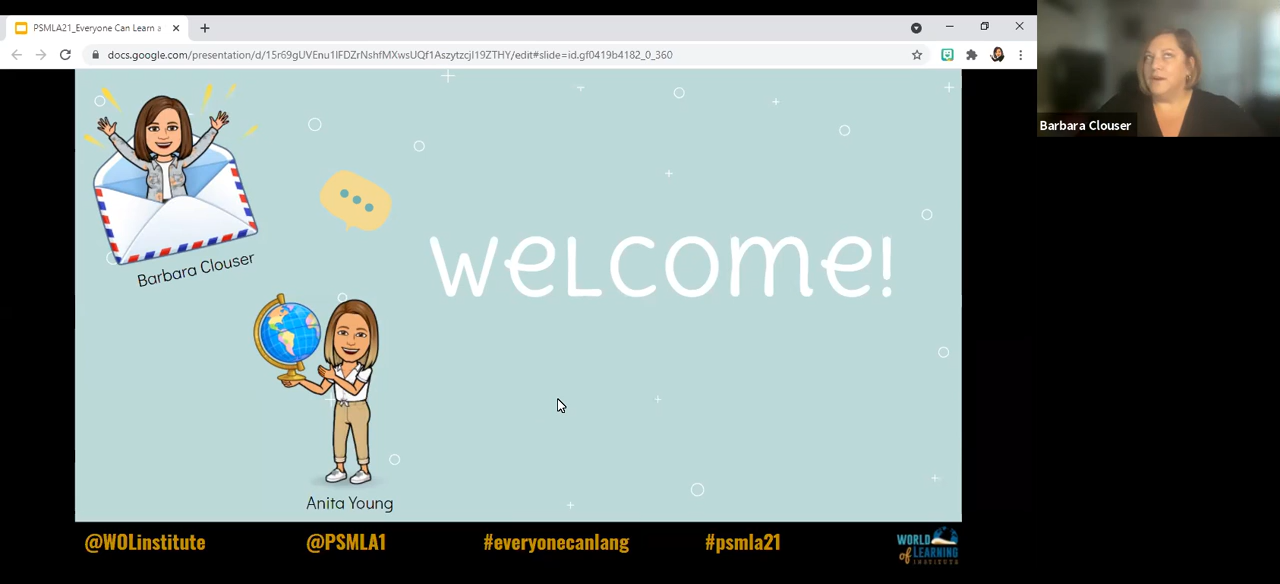 PSMLA21_Everyone Can Learn a
docs.google.com/presentation/d/15r69gUVEnu1lFDZrNshfMXwsUQf1Aszytzcjl19ZTHY/edit#slide=id.gf0419b4182_0_360
Barbara Clouser
Barbara Clouser
WeLCome!
Anita Young
@WOLinstitute @PSMLA1 #everyonecanlang #psmla21
WORLD
of LEARNING
INSTITUTE